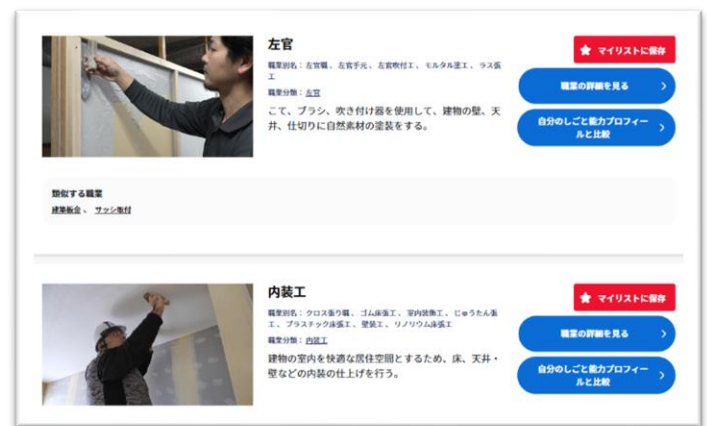 左官
職業別名：左官職、左官手元、左官吹付工、モルタル塗工、ラス張
工
職業分類：左官
こて、ブラシ、吹き付け器を使用して、建物の壁、天
井、仕切りに自然素材の塗装をする。
マイリストに保存
職業の詳細を見る
自分のしごと能力プロフィー
ルと比較
類似する職業
建築板金、 サッシ取付
内装工
職業別名：クロス張り職、ゴム床張工、室内装飾工、じゅうたん張
工、プラスチック床張工、壁装工、リノリウム床張工
職業分類：内装工
建物の室内を快適な居住空間とするため、床、天井・
壁などの内装の仕上げを行う。
マイリストに保存
職業の詳細を見る
自分のしごと能力プロフィー
ルと比較